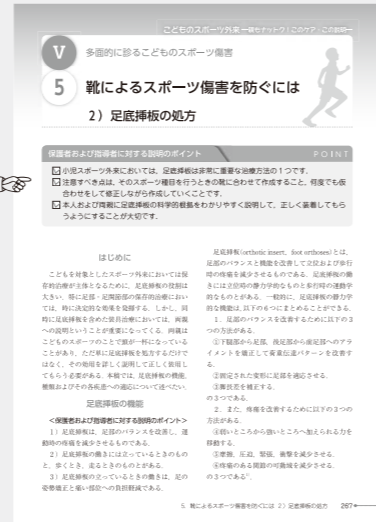 こどものスポーツ外来―親もナットク！このケア・この説明―
V
多面的に診るこどものスポーツ傷害
5
靴によるスポーツ傷害を防ぐには
2）足底挿板の処方
保護者および指導者に対する説明のポイント
POINT
小児スポーツ外来においては，足底挿板は非常に重要な治療方法の1つです．
注意すべき点は，そのスポーツ種目を行うときの靴に合わせて作成すること，何度でも仮
合わせをして修正しながら作成していくことです．
本人および両親に足底挿板の科学的根拠をわかりやすく説明して，正しく装着してもら
うようにすることが大切です．
はじめに
こどもを対象としたスポーツ外来においては保
存的治療が主体となるために，足底挿板の役割は
大きい．特に足部・足関節部の保存的治療におい
ては，時に決定的な効果を発揮する．しかし，同
時に足底挿板を含めた装具治療においては，両親
への説明ということが重要になってくる．両親は
こどものスポーツのことで頭が一杯になっている
ことがあり，ただ単に足底挿板を処方するだけで
はなく，その効用を詳しく説明して正しく使用し
てもらう必要がある．本稿では，足底挿板の機能，
種類およびその各疾患への適応について述べたい．
足底挿板の機能
＜保護者および指導者に対する説明のポイント＞
1）足底挿板は，足部のバランスを改善し，運
動時の疼痛を減少させるものである．
2）足底挿板の働きには立っているときのもの
と，歩くとき，走るときのものとがある．
3）足底挿板の立っているときの働きは，足の
姿勢矯正と痛い部位への負担軽減である．
足底挿板(orthotic insert, foot orthoses)とは，
足部のバランスと機能を改善して立位および歩行
時の疼痛を減少させるものである．足底挿板の働
きには立位時の静力学的なものと歩行時の運動学
的なものとがある．一般的に，足底挿板の静力学
的な機能は，以下の6つにまとめることができる．
1．足部のバランスを改善するために以下の3
つの方法がある．
①下腿部から足部，後足部から前足部へのアラ
イメントを矯正して荷重伝達パターンを改善す
る．
②固定された変形に足部を適応させる．
③脚長差を補正する．
の3つである．
2．また，疼痛を改善するために以下の3つの
方法がある．
④弱いところから強いところへ加えられる力を
移動する．
⑤摩擦，圧迫，緊張，衝撃を減少させる．
⑥疼痛のある関節の可動域を減少させる．
の3つである
5．靴によるスポーツ傷害を防ぐには 2）足底挿板の処方
267